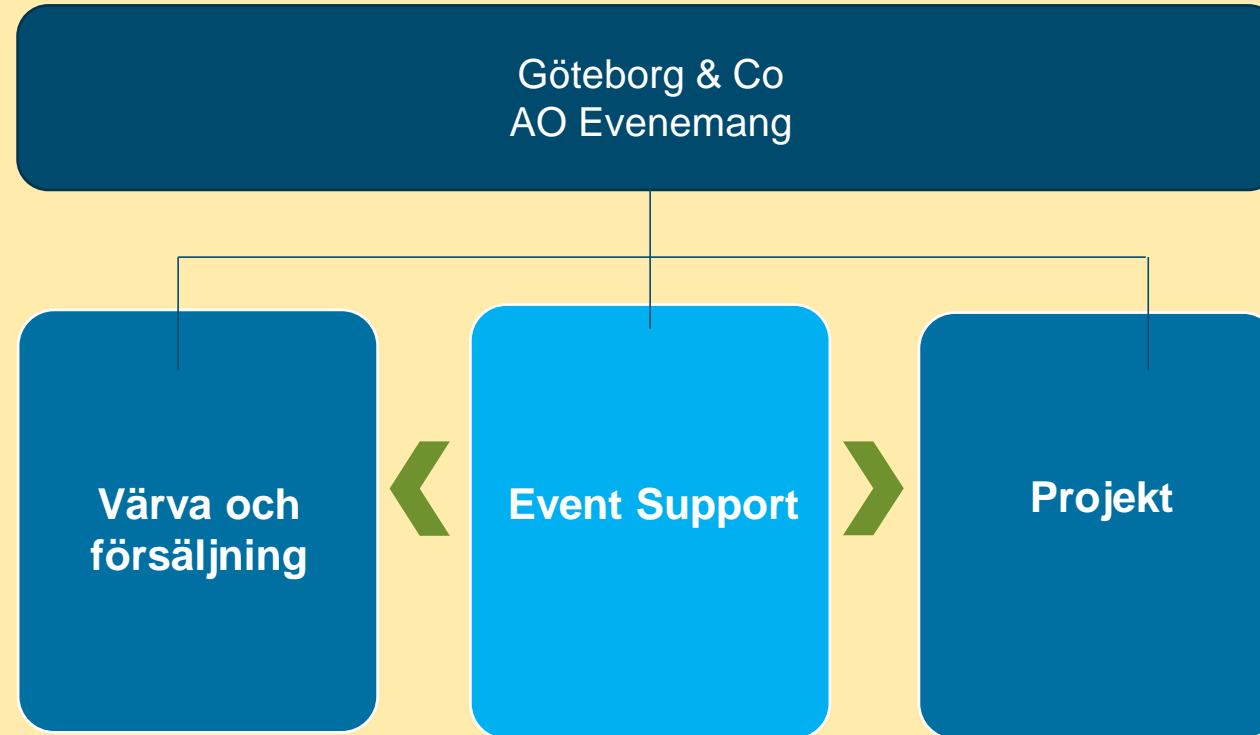 Göteborg & Co
AO Evenemang
Värva och
försäljning
Event Support
Projekt